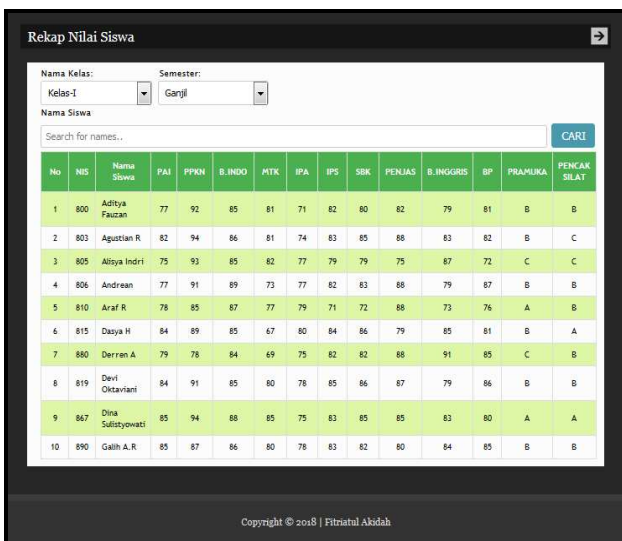 Rekap Nilai Siswa
Nama Kelas: Semester:
Kelas-I Ganjil
Nama Siswa
Search for names.. CARI
No NIS Nama Siswa PAI PPKN B.INDO MTK IPA IPS SBK PENJAS B.INGGRIS BP PRAMUKA PENCAK SILAT
1 800 Aditya Fauzan 77 92 85 81 71 82 80 82 79 81 B B
2 803 Agustian R 82 94 86 81 74 83 85 88 83 82 B C
3 805 Alisya Indri 75 93 85 82 77 79 79 75 87 72 C C
4 806 Andrean 77 91 89 73 77 82 83 88 79 87 B B
5 810 Araf R 78 85 87 77 79 71 72 88 73 76 A B
6 815 Dasya H 84 89 85 67 80 84 86 79 85 81 B A
7 880 Derren A 79 78 84 69 75 82 82 88 91 85 C B
8 819 Devi Oktaviani 84 91 85 80 78 85 86 87 79 86 B B
9 867 Dina Sulistyowati 85 94 88 85 75 83 85 85 83 80 A A
10 890 Galih A.R 85 87 86 80 78 83 82 80 84 85 B B
Copyright © 2018 | Fitriatul Akidah